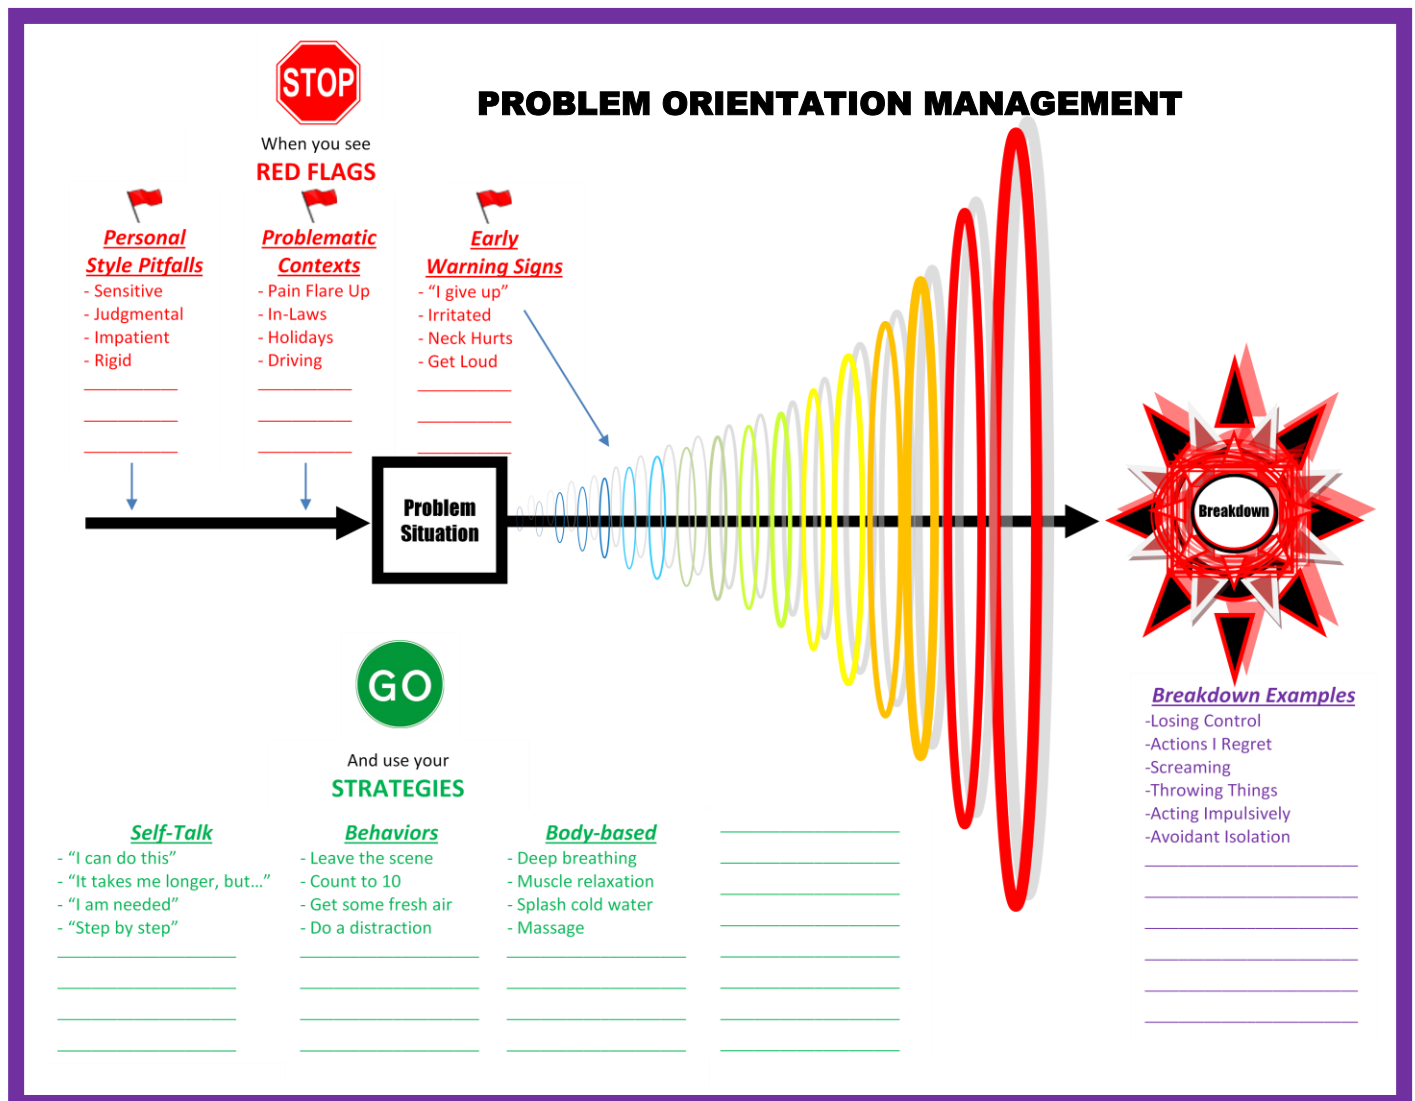 STOP
PROBLEM ORIENTATION MANAGEMENT
When you see
RED FLAGS
Personal
Style Pitfalls
- Sensitive
- Judgmental
- Impatient
- Rigid
Problematic
Contexts
- Pain Flare Up
- In-Laws
- Holidays
- Driving
Early
Warning Signs
- “I give up”
- Irritated
- Neck Hurts
- Get Loud
Problem
Situation
Breakdown
GO
And use your
STRATEGIES
Self-Talk
- “I can do this”
- “It takes me longer, but…”
- “I am needed”
- “Step by step”
Behaviors
- Leave the scene
- Count to 10
- Get some fresh air
- Do a distraction
Body-based
- Deep breathing
- Muscle relaxation
- Splash cold water
- Massage
Breakdown Examples
-Losing Control
-Actions I Regret
-Screaming
-Throwing Things
-Acting Impulsively
-Avoidant Isolation